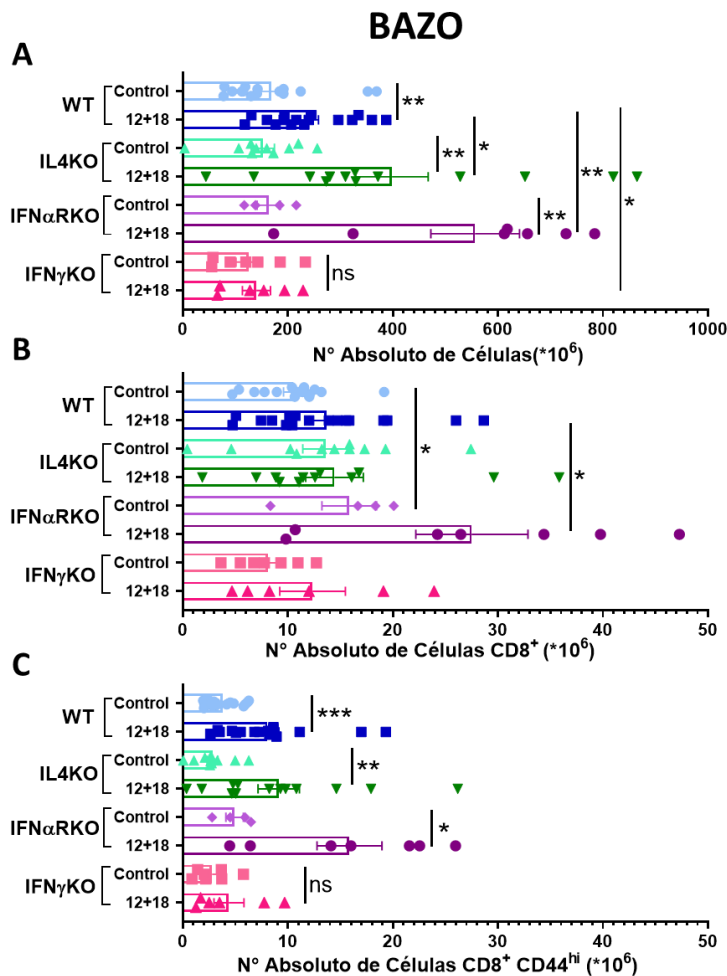 BAZO
A
WT
Control
12+18
**
IL4KO
Control
12+18
**
*
IFNαRKO
Control
12+18
**
**
*
IFNγKO
Control
12+18
ns
0 200 400 600 800 1000
N° Absoluto de Células(*10⁶)
B
WT
Control
12+18
IL4KO
Control
12+18
*
IFNαRKO
Control
12+18
*
IFNγKO
Control
12+18
0 10 20 30 40 50
N° Absoluto de Células CD8⁺ (*10⁶)
C
WT
Control
12+18
***
IL4KO
Control
12+18
**
IFNαRKO
Control
12+18
*
IFNγKO
Control
12+18
ns
0 10 20 30 40 50
N° Absoluto de Células CD8⁺ CD44ʰⁱ (*10⁶)